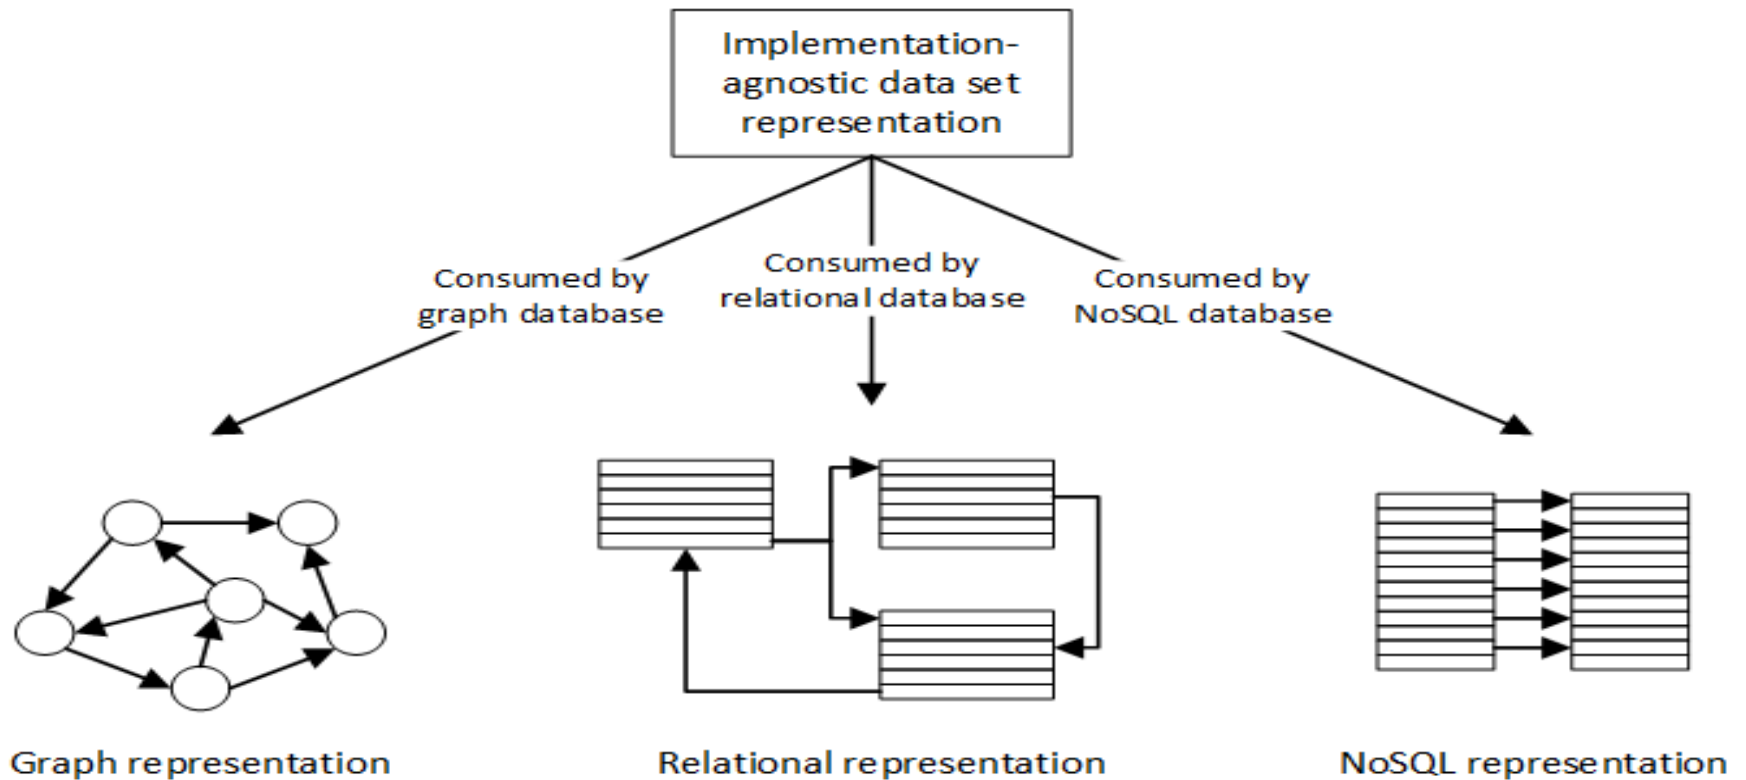 Implementation-
agnostic data set
representation
Consumed by
graph database
Consumed by
relational database
Consumed by
NoSQL database
Graph representation
Relational representation
NoSQL representation